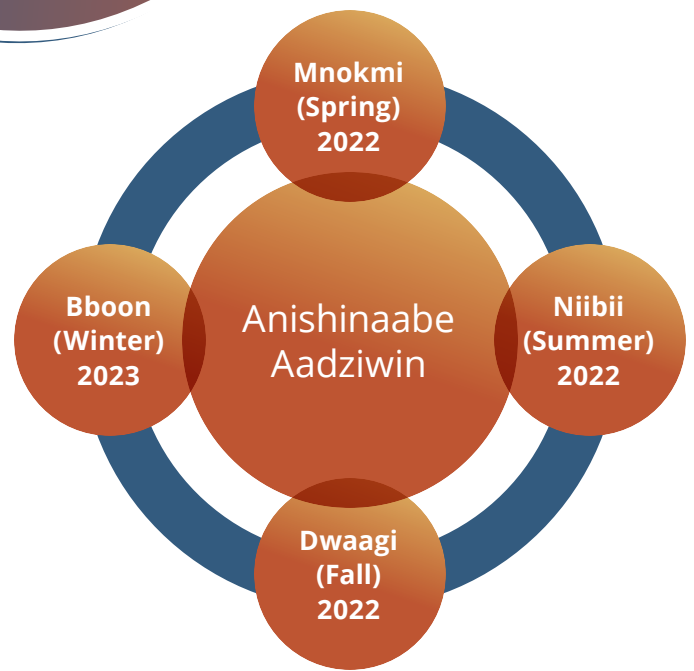 Mnokmi
(Spring)
2022
Bboon
(Winter)
2023
Anishinaabe
Aadziwin
Niibii
(Summer)
2022
Dwaagi
(Fall)
2022